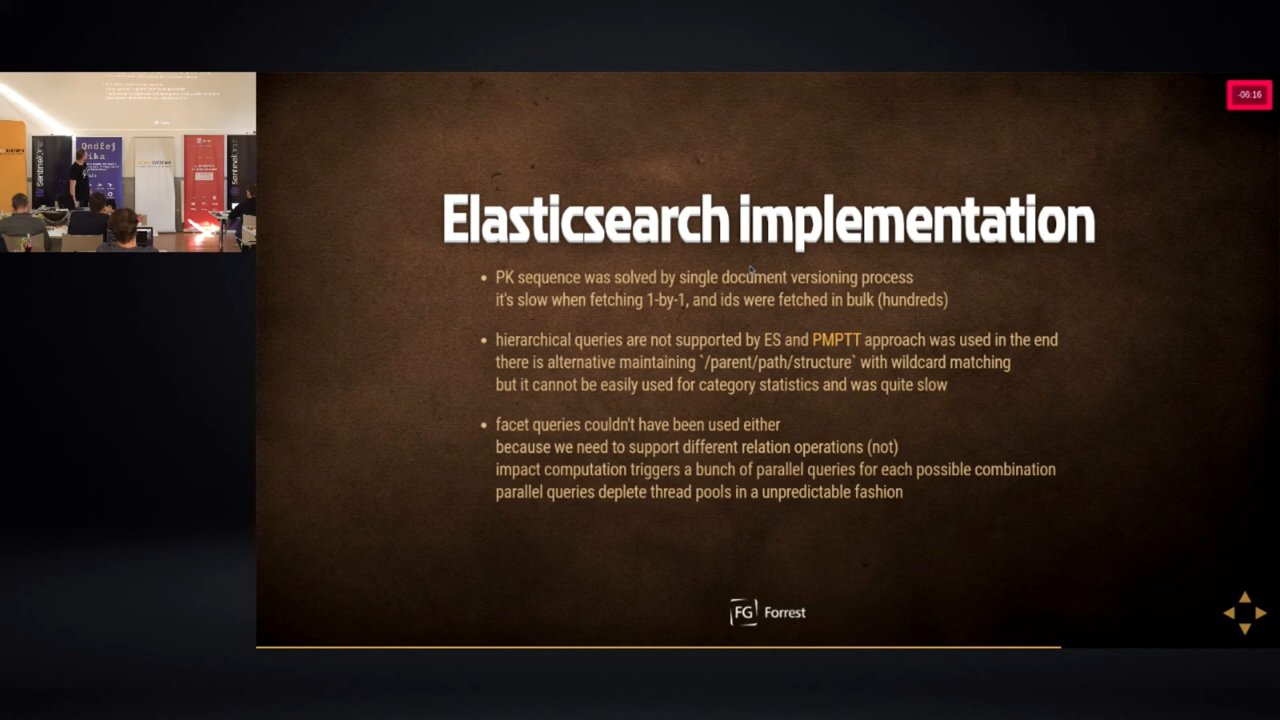 Ondřej
SentinelOne
SentinelOne
-06:16
Elasticsearch implementation
PK sequence was solved by single document versioning process
it's slow when fetching 1-by-1, and ids were fetched in bulk (hundreds)
hierarchical queries are not supported by ES and PMPTT approach was used in the end
there is alternative maintaining `/parent/path/structure` with wildcard matching
but it cannot be easily used for category statistics and was quite slow
facet queries couldn't have been used either
because we need to support different relation operations (not)
impact computation triggers a bunch of parallel queries for each possible combination
parallel queries deplete thread pools in a unpredictable fashion
FG Forrest